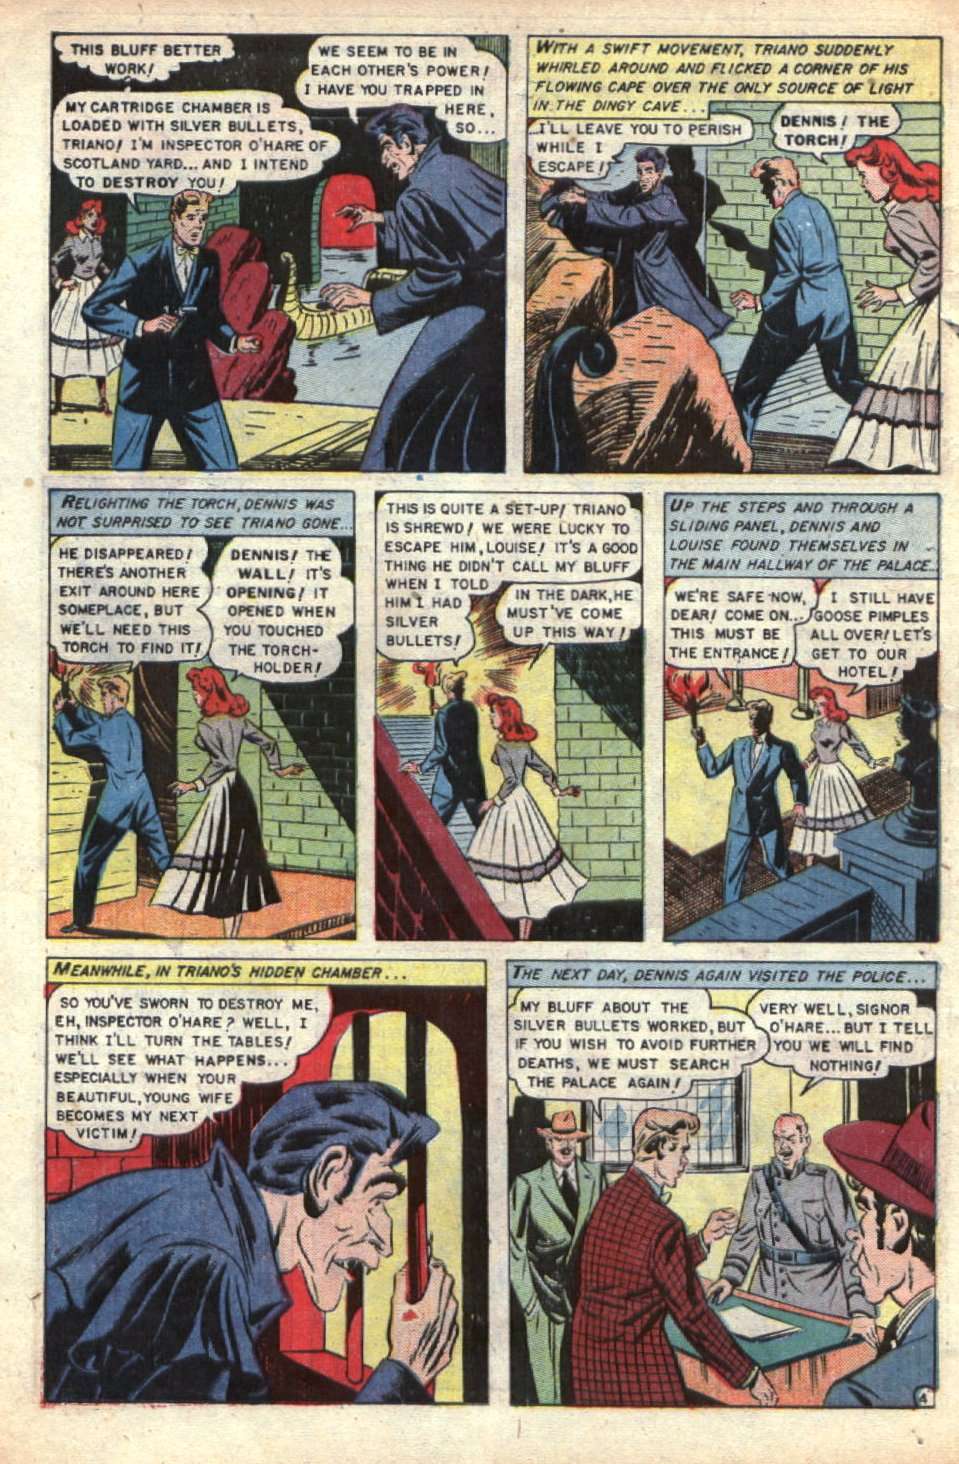 THIS BLUFF BETTER
WORK!
MY CARTRIDGE CHAMBER IS
LOADED WITH SILVER BULLETS,
TRIANO! I'M INSPECTOR O'HARE OF
SCOTLAND YARD... AND I INTEND
TO DESTROY YOU!
WE SEEM TO BE IN
EACH OTHER'S POWER!
I HAVE YOU TRAPPED IN
HERE,
SO...
WITH A SWIFT MOVEMENT, TRIANO SUDDENLY
WHIRLED AROUND AND FLICKED A CORNER OF HIS
FLOWING CAPE OVER THE ONLY SOURCE OF LIGHT
IN THE DINGY CAVE...
I'LL LEAVE YOU TO PERISH
WHILE I
ESCAPE!
DENNIS! THE
TORCH!
RELIGHTING THE TORCH, DENNIS WAS
NOT SURPRISED TO SEE TRIANO GONE...
HE DISAPPEARED!
THERE'S ANOTHER
EXIT AROUND HERE
SOMEPLACE, BUT
WE'LL NEED THIS
TORCH TO FIND IT!
DENNIS! THE
WALL! IT'S
OPENING! IT
OPENED WHEN
YOU TOUCHED
THE TORCH-
HOLDER!
THIS IS QUITE A SET-UP! TRIANO
IS SHREWD! WE WERE LUCKY TO
ESCAPE HIM, LOUISE! IT'S A GOOD
THING HE DIDN'T CALL MY BLUFF
WHEN I TOLD
HIM I HAD
SILVER
BULLETS!
IN THE DARK, HE
MUST'VE COME
UP THIS WAY!
UP THE STEPS AND THROUGH A
SLIDING PANEL, DENNIS AND
LOUISE FOUND THEMSELVES IN
THE MAIN HALLWAY OF THE PALACE...
WE'RE SAFE NOW,
DEAR! COME ON...
THIS MUST BE
THE ENTRANCE!
I STILL HAVE
GOOSE PIMPLES
ALL OVER! LET'S
GET TO OUR
HOTEL!
MEANWHILE, IN TRIANO'S HIDDEN CHAMBER...
SO YOU'VE SWORN TO DESTROY ME,
EH, INSPECTOR O'HARE? WELL, I
THINK I'LL TURN THE TABLES!
WE'LL SEE WHAT HAPPENS...
ESPECIALLY WHEN YOUR
BEAUTIFUL, YOUNG WIFE
BECOMES MY NEXT
VICTIM!
THE NEXT DAY, DENNIS AGAIN VISITED THE POLICE...
MY BLUFF ABOUT THE
SILVER BULLETS WORKED, BUT
IF YOU WISH TO AVOID FURTHER
DEATHS, WE MUST SEARCH
THE PALACE AGAIN!
VERY WELL, SIGNOR
O'HARE... BUT I TELL
YOU WE WILL FIND
NOTHING!
4